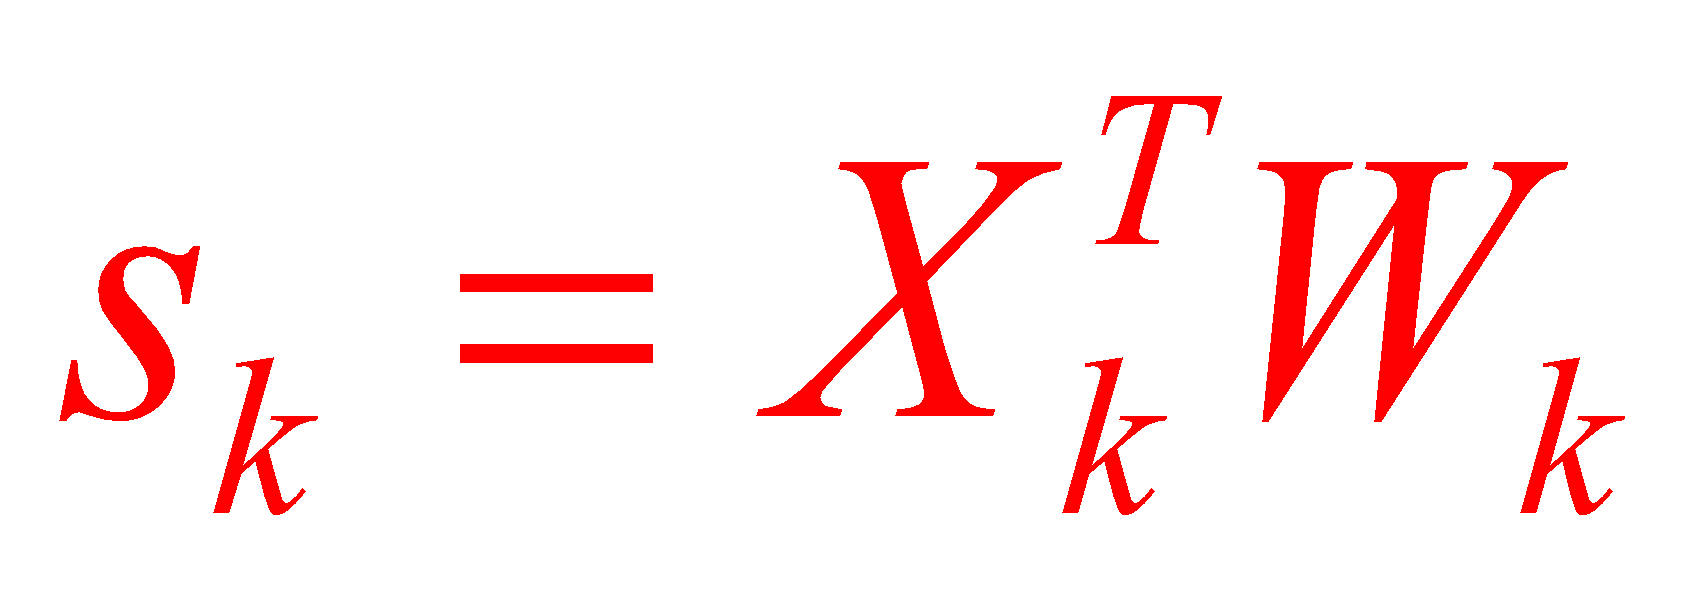 $s_k = X_k^T W_k$